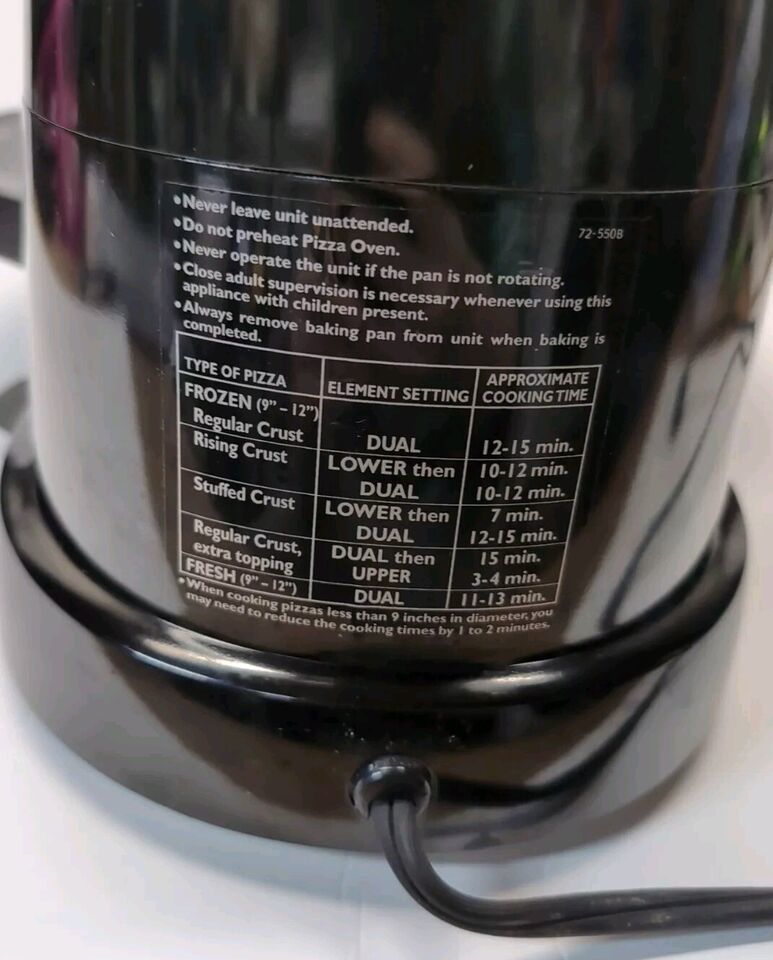 •Never leave unit unattended.
72-550B
•Do not preheat Pizza Oven.
•Never operate the unit if the pan is not rotating.
•Close adult supervision is necessary whenever using this
appliance with children present.
•Always remove baking pan from unit when baking is
completed.
TYPE OF PIZZA ELEMENT SETTING APPROXIMATE COOKING TIME
FROZEN (9” – 12”)
Regular Crust DUAL 12-15 min.
Rising Crust LOWER then 10-12 min.
DUAL 10-12 min.
Stuffed Crust LOWER then 7 min.
DUAL 12-15 min.
Regular Crust, DUAL then 15 min.
extra topping UPPER 3-4 min.
FRESH (9” – 12”) DUAL 11-13 min.
•When cooking pizzas less than 9 inches in diameter, you
may need to reduce the cooking times by 1 to 2 minutes.